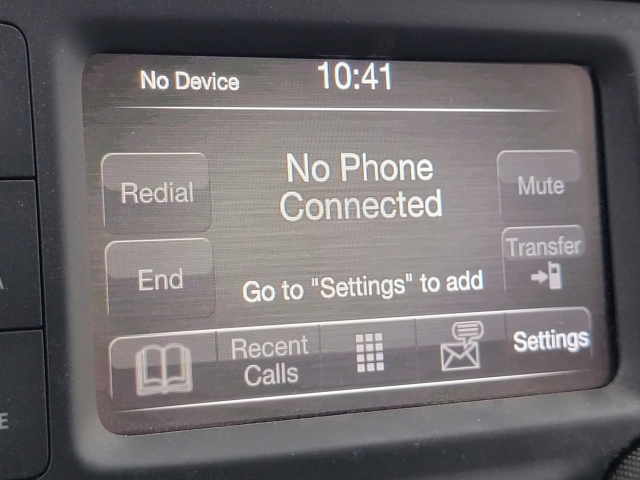 No Device 10:41
No Phone
Connected
Redial
Mute
End
Transfer
Go to "Settings" to add
Recent
Calls
Settings